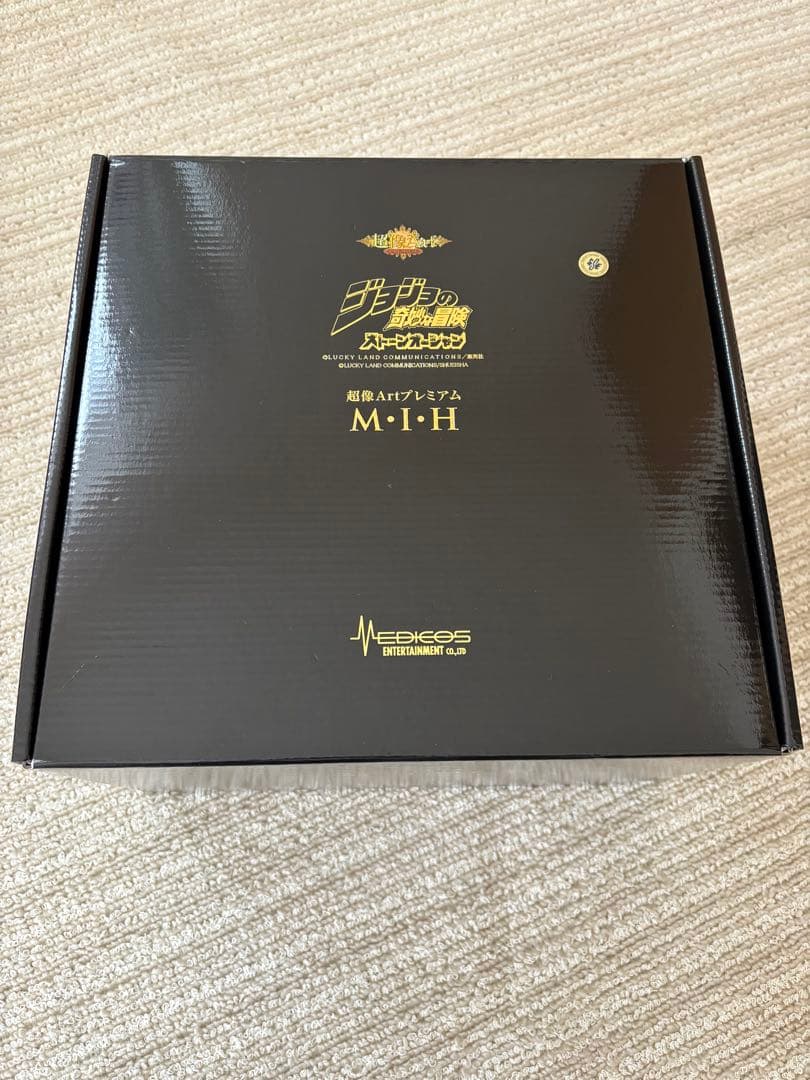 超像Art
ジョジョの
奇妙な冒険
ストーンオーシャン
©LUCKY LAND COMMUNICATIONS/集英社
©LUCKY LAND COMMUNICATIONS/SHUEISHA
超像Artプレミアム
M・I・H
MEDICOS
ENTERTAINMENT CO.,LTD